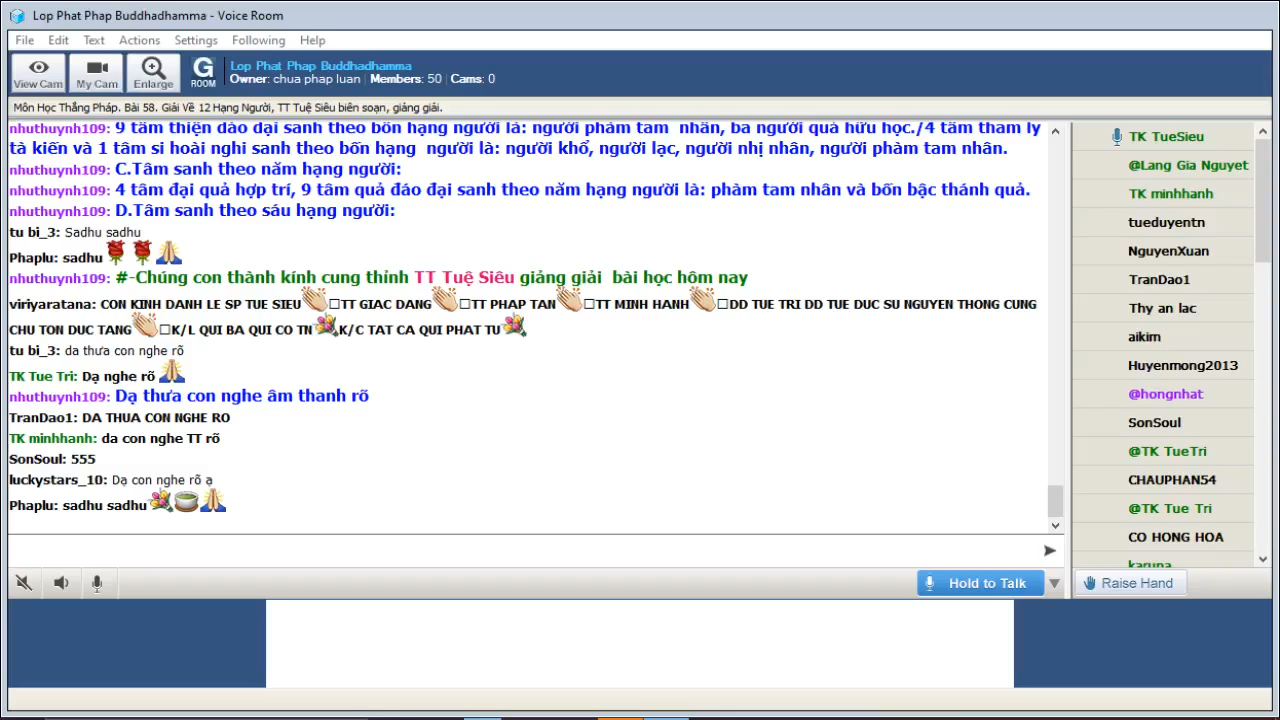 Lop Phat Phap Buddhadhamma - Voice Room
File Edit Text Actions Settings Following Help
View Cam My Cam Enlarge G ROOM
Lop Phat Phap Buddhadhamma
Owner: chua phap luan Members: 50 Cams: 0
Môn Học Thắng Pháp. Bài 58. Giải Về 12 Hạng Người, TT Tuệ Siêu biên soạn, giảng giải.
nhuthuynh109: 9 tâm thiện đáo đại sanh theo bốn hạng người là: người phàm tam nhân, ba người quả hữu học./4 tâm tham ly
tà kiến và 1 tâm si hoài nghi sanh theo bốn hạng người là: người khổ, người lạc, người nhị nhân, người phàm tam nhân.
nhuthuynh109: C.Tâm sanh theo năm hạng người:
nhuthuynh109: 4 tâm đại quả hợp trí, 9 tâm quả đáo đại sanh theo năm hạng người là: phàm tam nhân và bốn bậc thánh quả.
nhuthuynh109: D.Tâm sanh theo sáu hạng người:
tu bi_3: Sadhu sadhu
Phaplu: sadhu
nhuthuynh109: #-Chúng con thành kính cung thỉnh TT Tuệ Siêu giảng giải bài học hôm nay
viriyaratana: CON KINH DANH LE SP TUE SIEU TT GIAC DANG TT PHAP TAN TT MINH HANH DD TUE TRI DD TUE DUC SU NGUYEN THONG CUNG
CHU TON DUC TANG K/L QUI BA QUI CO TN K/C TAT CA QUI PHAT TU
tu bi_3: da thưa con nghe rõ
TK Tue Tri: Dạ nghe rõ
nhuthuynh109: Dạ thưa con nghe âm thanh rõ
TranDao1: DA THUA CON NGHE RO
TK minhhanh: da con nghe TT rõ
SonSoul: 555
luckystars_10: Dạ con nghe rõ ạ
Phaplu: sadhu sadhu
Hold to Talk
TK TueSieu
@Lang Gia Nguyet
TK minhhanh
tueduyentn
NguyenXuan
TranDao1
Thy an lac
aikim
Huyenmong2013
@hongnhat
SonSoul
@TK TueTri
CHAUPHAN54
@TK Tue Tri
CO HONG HOA
karuna
Raise Hand